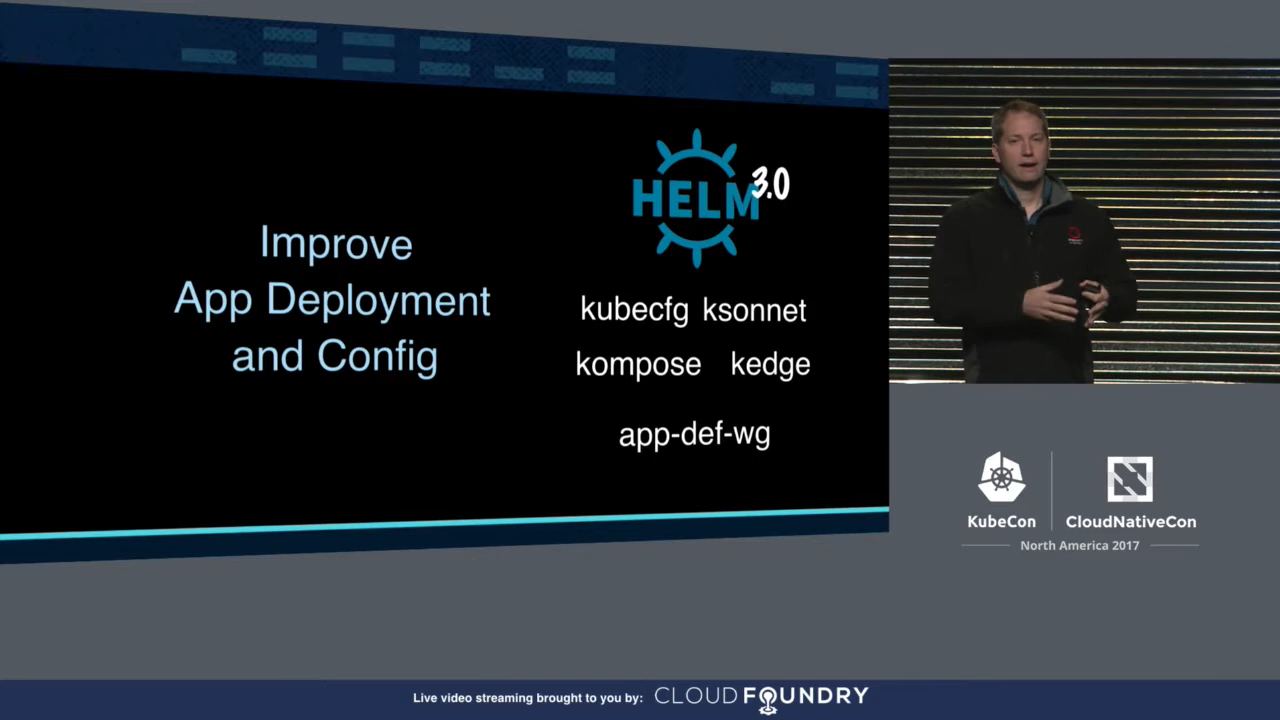 Improve
App Deployment
and Config
HELM 3.0
kubecfg ksonnet
kompose kedge
app-def-wg
KubeCon
CloudNativeCon
North America 2017
Live video streaming brought to you by: CLOUD FOUNDRY